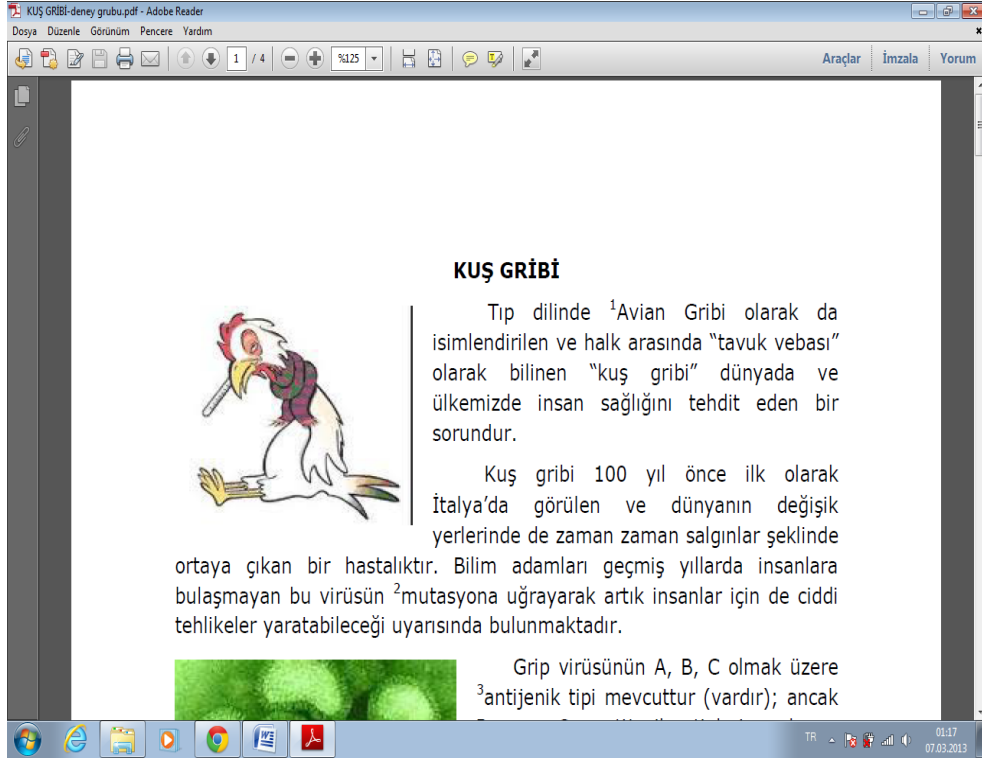 KUŞ GRİBİ-deney grubu.pdf - Adobe Reader
Dosya Düzenle Görünüm Pencere Yardım
1 / 4 %125 Araçlar İmzala Yorum
KUŞ GRİBİ
Tıp dilinde 1Avian Gribi olarak da
isimlendirilen ve halk arasında “tavuk vebası”
olarak bilinen “kuş gribi” dünyada ve
ülkemizde insan sağlığını tehdit eden bir
sorundur.
Kuş gribi 100 yıl önce ilk olarak
İtalya’da görülen ve dünyanın değişik
yerlerinde de zaman zaman salgınlar şeklinde
ortaya çıkan bir hastalıktır. Bilim adamları geçmiş yıllarda insanlara
bulaşmayan bu virüsün 2mutasyona uğrayarak artık insanlar için de ciddi
tehlikeler yaratabileceği uyarısında bulunmaktadır.
Grip virüsünün A, B, C olmak üzere
3antijenik tipi mevcuttur (vardır); ancak
TR 01:17
07.03.2013